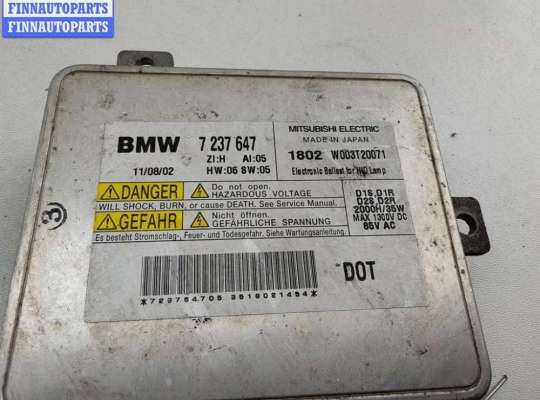 FINNAUTOPARTS
FINNAUTOPARTS
BMW 7 237 647
ZI:H AI:05
11/08/02 HW:06 SW:05
MITSUBISHI ELECTRIC
MADE IN JAPAN
1802 W003T20071
Electronic Ballast for HID Lamp
DANGER Do not open.
HAZARDOUS VOLTAGE
WILL SHOCK, BURN, or cause DEATH. See Service Manual.
GEFAHR Nicht öffnen.
GEFÄHRLICHE SPANNUNG
Es besteht Stromschlag-, Feuer- und Todesgefahr. Siehe Wartungsanleitung.
D1S,D1R
D2S,D2R
2000H/35W
MAX 1360V DC
85V AC
3
*723764705 3518021454*
DOT